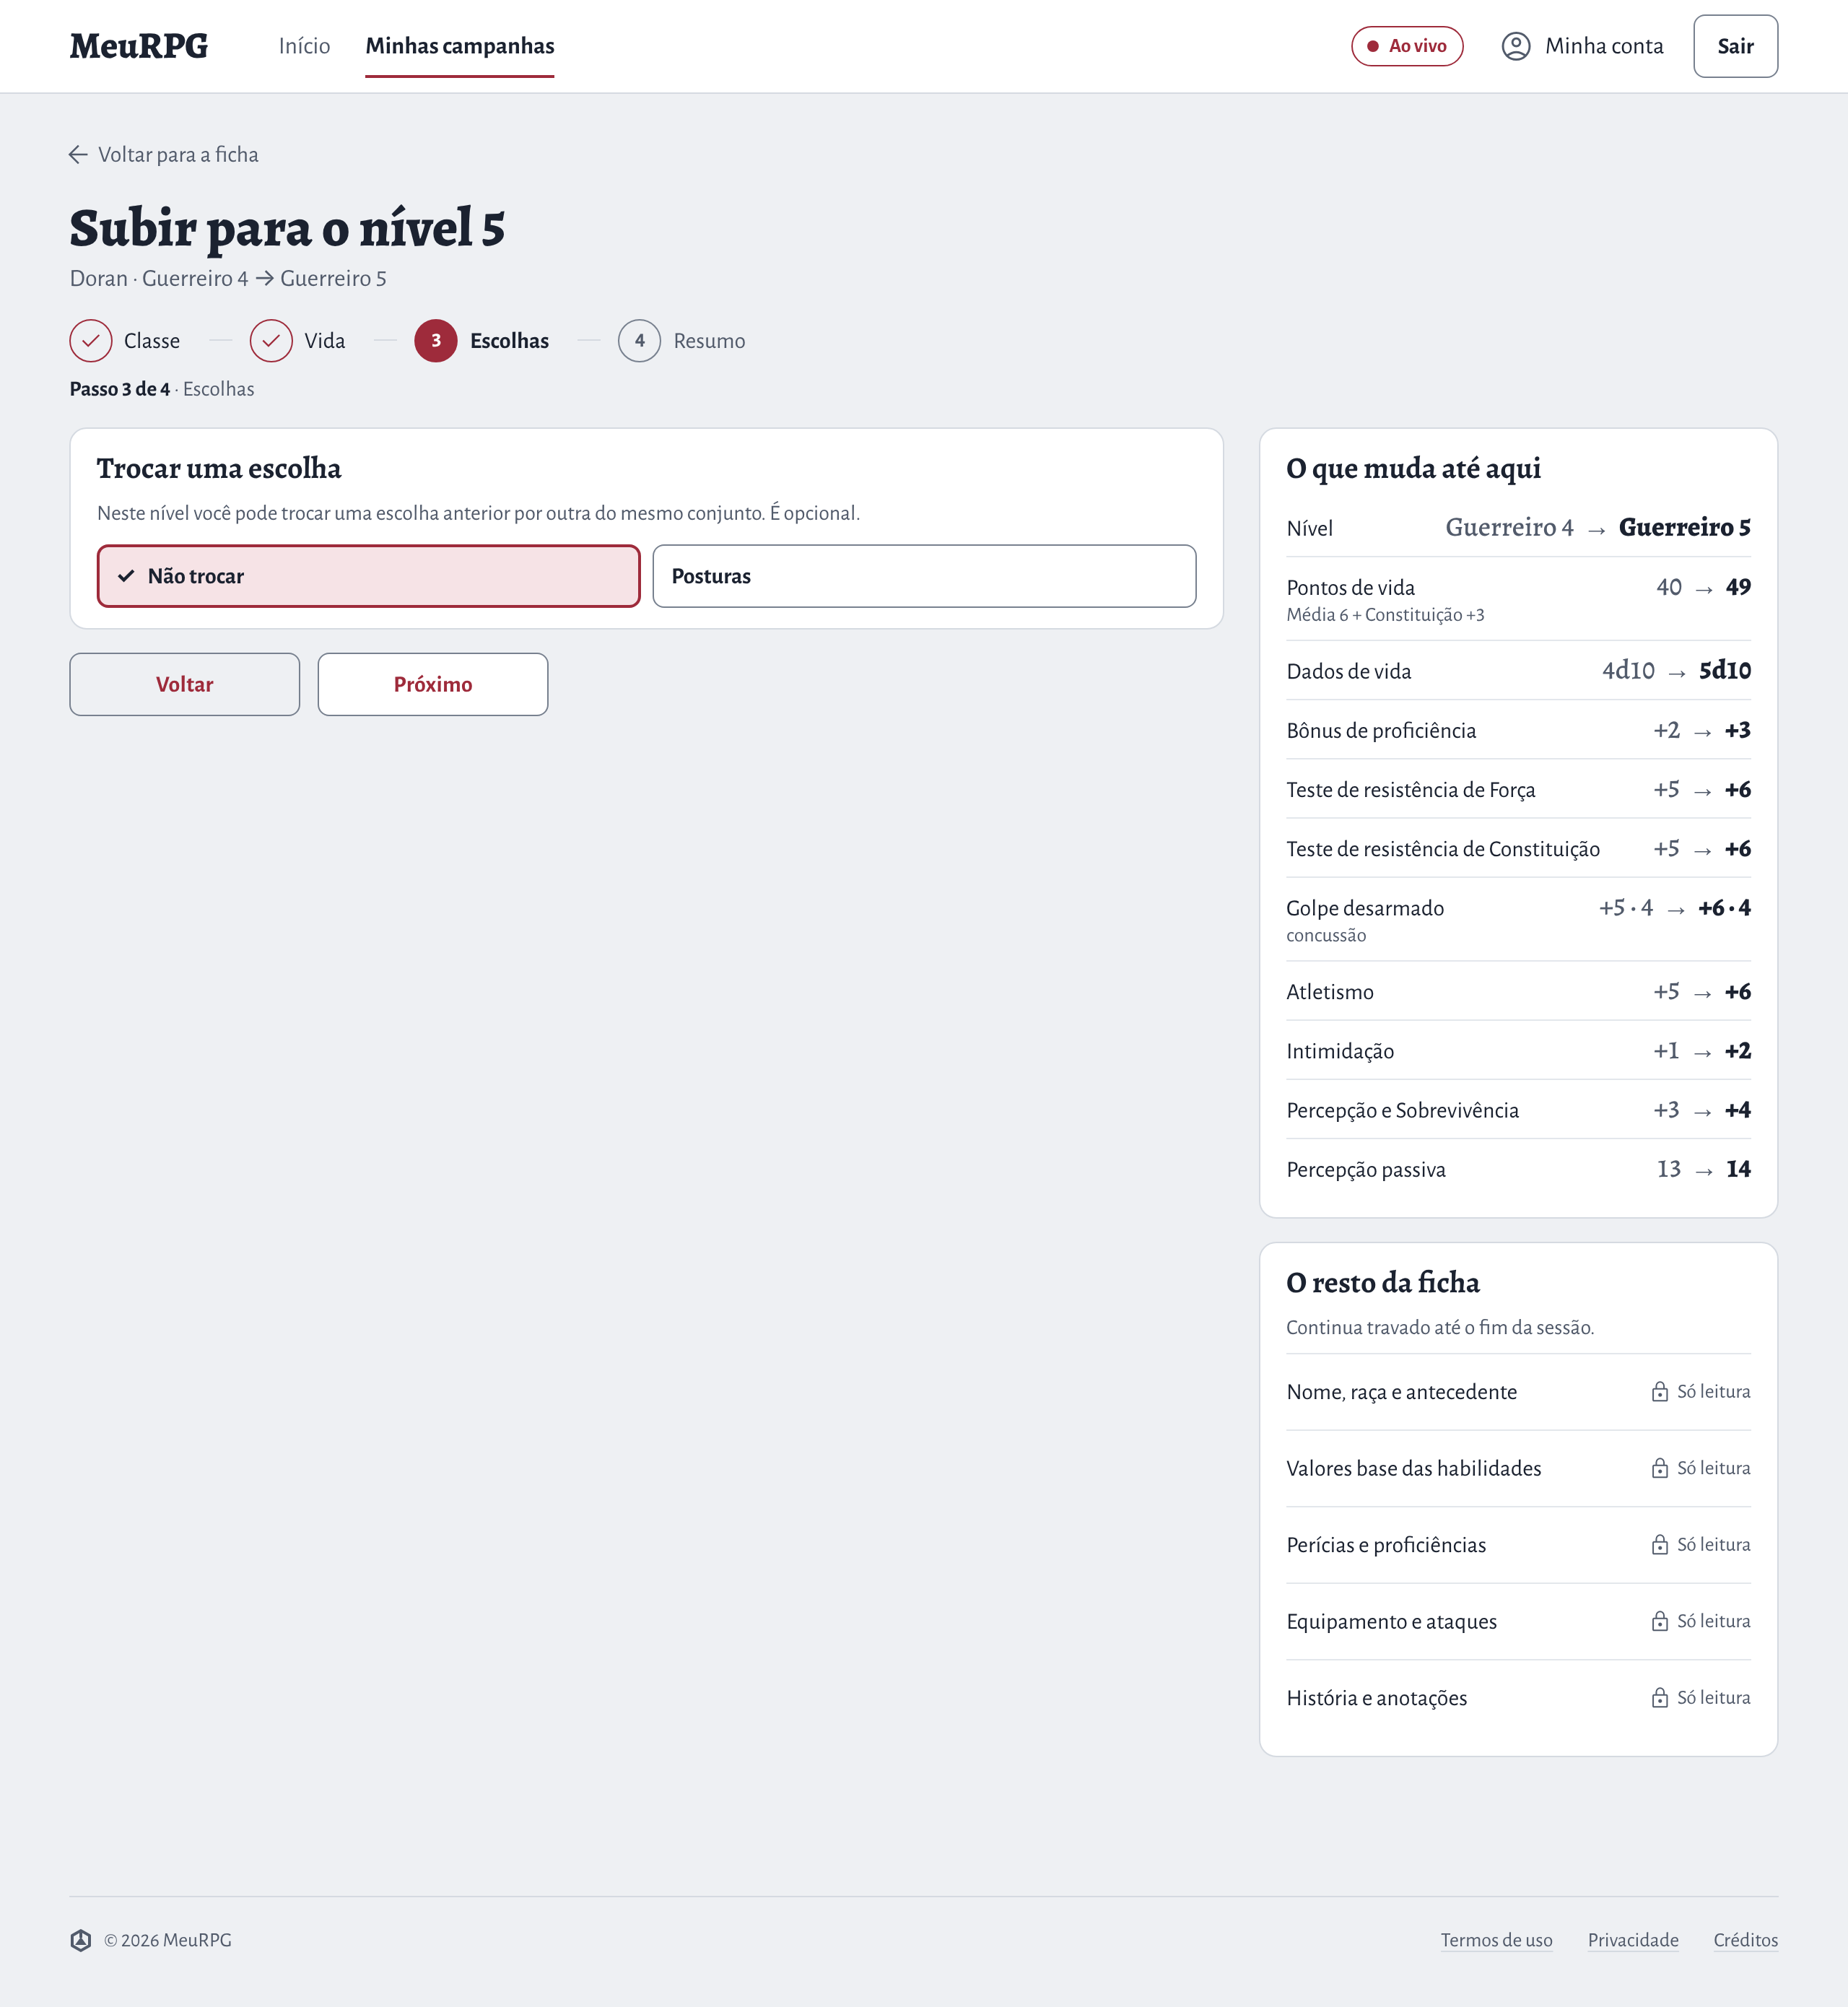 MeuRPG
Início
Minhas campanhas
Ao vivo
Minha conta
Sair
← Voltar para a ficha
Subir para o nível 5
Doran · Guerreiro 4 → Guerreiro 5
Classe
Vida
3 Escolhas
4 Resumo
Passo 3 de 4 · Escolhas
Trocar uma escolha
Neste nível você pode trocar uma escolha anterior por outra do mesmo conjunto. É opcional.
Não trocar
Posturas
Voltar
Próximo
O que muda até aqui
Nível Guerreiro 4 → Guerreiro 5
Pontos de vida 40 → 49
Média 6 + Constituição +3
Dados de vida 4d10 → 5d10
Bônus de proficiência +2 → +3
Teste de resistência de Força +5 → +6
Teste de resistência de Constituição +5 → +6
Golpe desarmado +5 · 4 → +6 · 4
concussão
Atletismo +5 → +6
Intimidação +1 → +2
Percepção e Sobrevivência +3 → +4
Percepção passiva 13 → 14
O resto da ficha
Continua travado até o fim da sessão.
Nome, raça e antecedente Só leitura
Valores base das habilidades Só leitura
Perícias e proficiências Só leitura
Equipamento e ataques Só leitura
História e anotações Só leitura
© 2026 MeuRPG
Termos de uso
Privacidade
Créditos